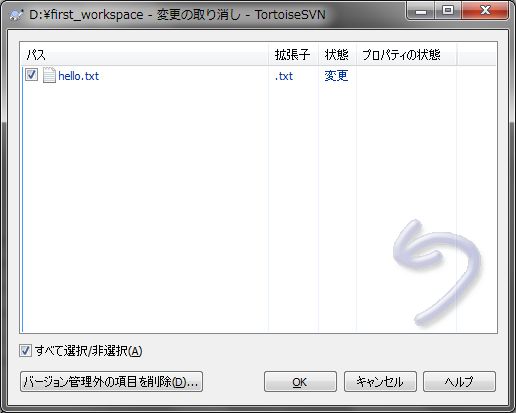 D:¥first_workspace - 変更の取り消し - TortoiseSVN
パス 拡張子 状態 プロパティの状態
hello.txt .txt 変更
すべて選択/非選択(A)
バージョン管理外の項目を削除(D)... OK キャンセル ヘルプ